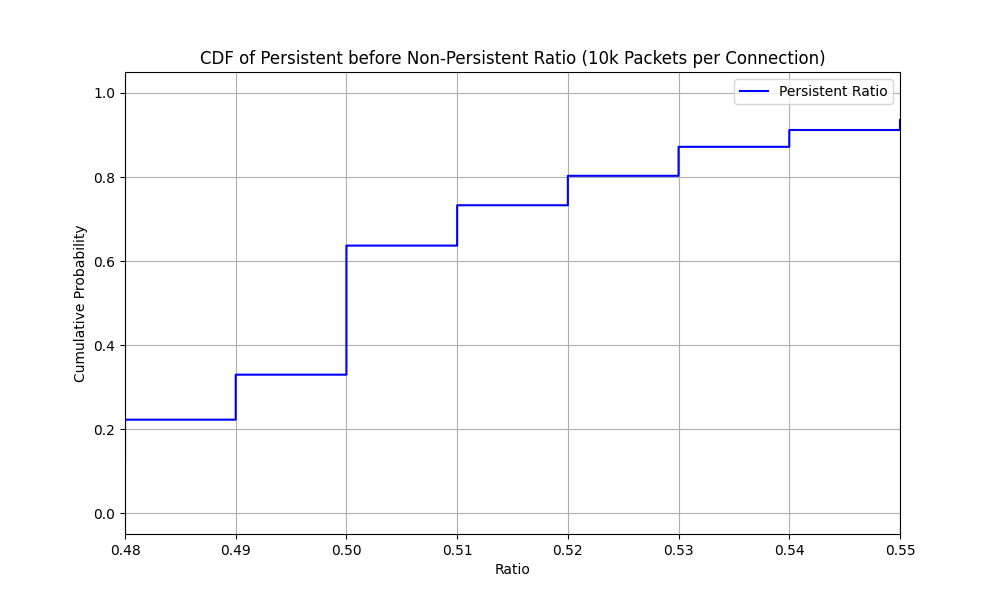 CDF of Persistent before Non-Persistent Ratio (10k Packets per Connection)
Persistent Ratio
Cumulative Probability
1.0
0.8
0.6
0.4
0.2
0.0
0.48 0.49 0.50 0.51 0.52 0.53 0.54 0.55
Ratio